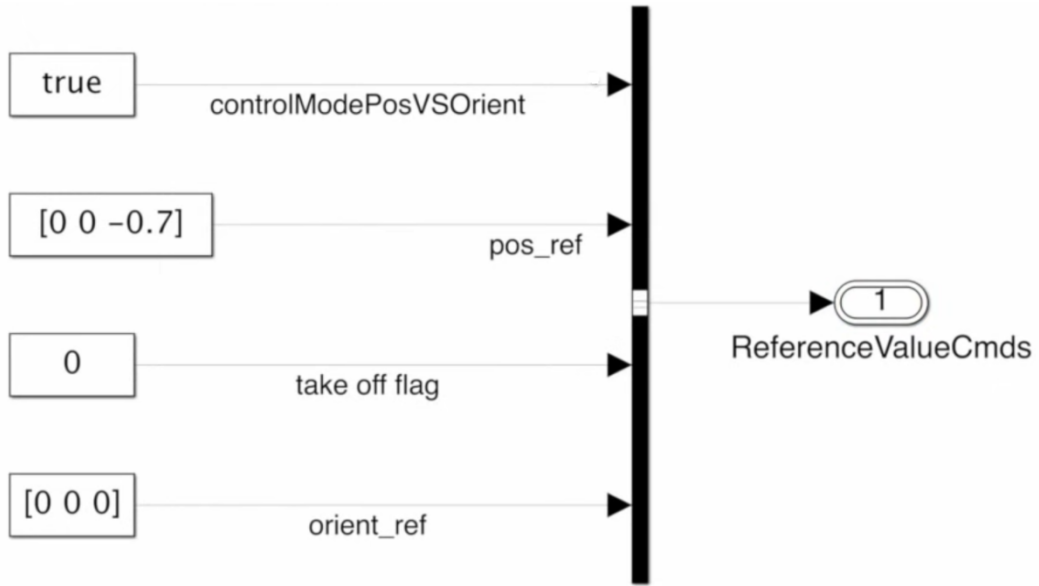 true
controlModePosVSOrient
[0 0 −0.7]
pos_ref
1
ReferenceValueCmds
0
take off flag
[0 0 0]
orient_ref